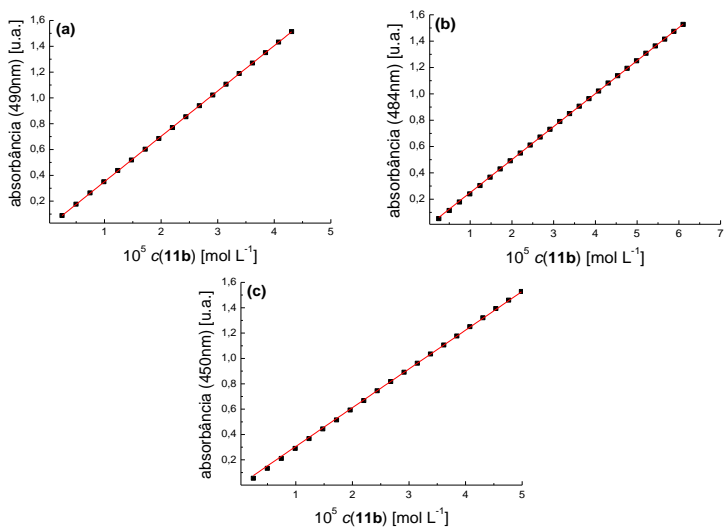 (a)
1,6
1,4
1,2
1,0
0,8
0,6
0,4
0,2
1 2 3 4 5
absorbância (490nm) [u.a.]
10⁵ c(11b) [mol L⁻¹]
(b)
1,6
1,4
1,2
1,0
0,8
0,6
0,4
0,2
1 2 3 4 5 6 7
absorbância (484nm) [u.a.]
10⁵ c(11b) [mol L⁻¹]
(c)
1,6
1,4
1,2
1,0
0,8
0,6
0,4
0,2
1 2 3 4 5
absorbância (450nm) [u.a.]
10⁵ c(11b) [mol L⁻¹]